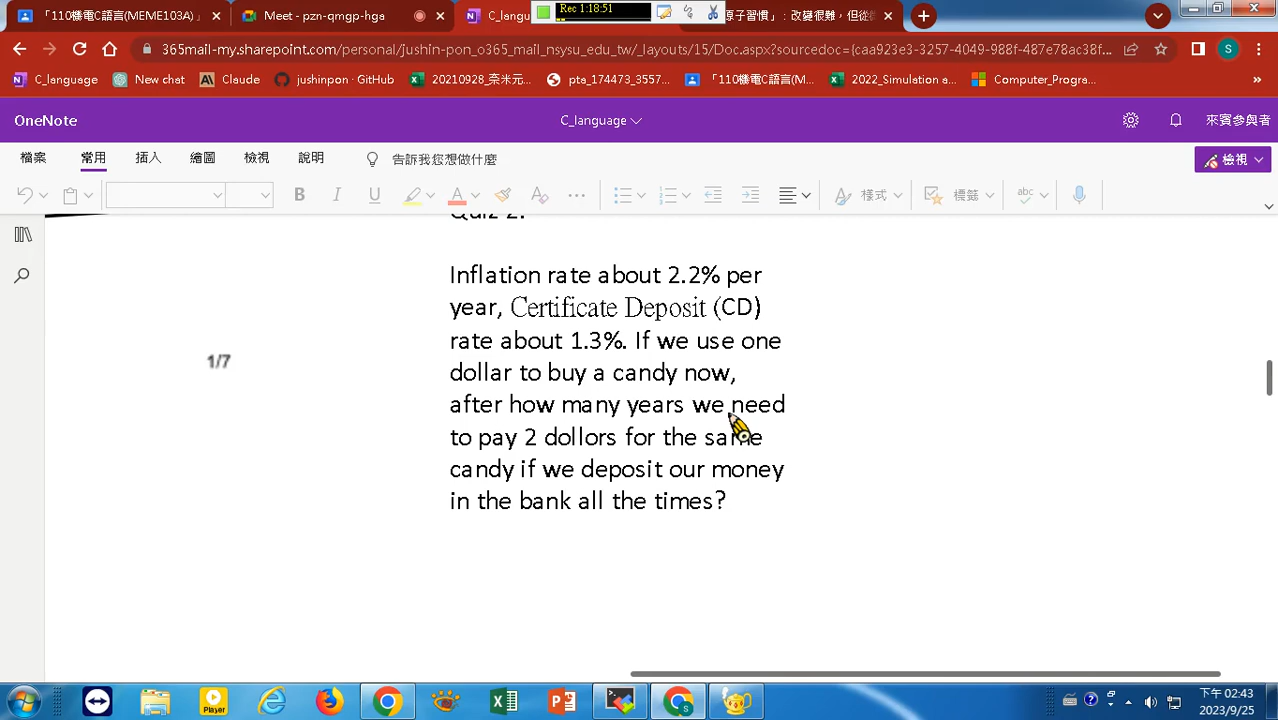 「110機電C語言(MEME103A)
Meet - pzn-qmgp-hga
C_langu
Rec 1:18:51
原子習慣」：改變很難，但從微
365mail-my.sharepoint.com/personal/jushin-pon_o365_mail_nsysu_edu_tw/_layouts/15/Doc.aspx?sourcedoc={caa923e3-3257-4049-988f-487e78ac38f...
S
C_language
New chat
Claude
jushinpon · GitHub
20210928_奈米元...
pta_174473_3557...
「110機電C語言(M...
2022_Simulation a...
Computer_Progra...
OneNote
C_language
來賓參與者
檔案
常用
插入
繪圖
檢視
說明
告訴我您想做什麼
檢視
B I U A
樣式
標籤
abc
Quiz 2:
Inflation rate about 2.2% per
year, Certificate Deposit (CD)
rate about 1.3%. If we use one
dollar to buy a candy now,
after how many years we need
to pay 2 dollors for the same
candy if we deposit our money
in the bank all the times?
1/7
Player
下午 02:43
2023/9/25